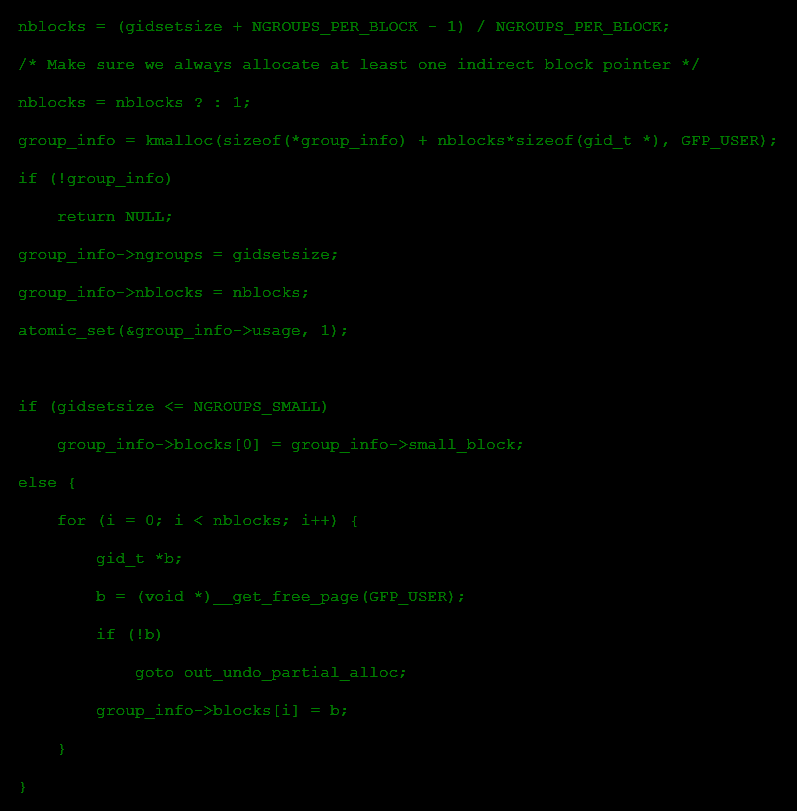 nblocks = (gidsetsize + NGROUPS_PER_BLOCK - 1) / NGROUPS_PER_BLOCK;
/* Make sure we always allocate at least one indirect block pointer */
nblocks = nblocks ? : 1;
group_info = kmalloc(sizeof(*group_info) + nblocks*sizeof(gid_t *), GFP_USER);
if (!group_info)
    return NULL;
group_info->ngroups = gidsetsize;
group_info->nblocks = nblocks;
atomic_set(&group_info->usage, 1);

if (gidsetsize <= NGROUPS_SMALL)
    group_info->blocks[0] = group_info->small_block;
else {
    for (i = 0; i < nblocks; i++) {
        gid_t *b;
        b = (void *)__get_free_page(GFP_USER);
        if (!b)
            goto out_undo_partial_alloc;
        group_info->blocks[i] = b;
    }
}